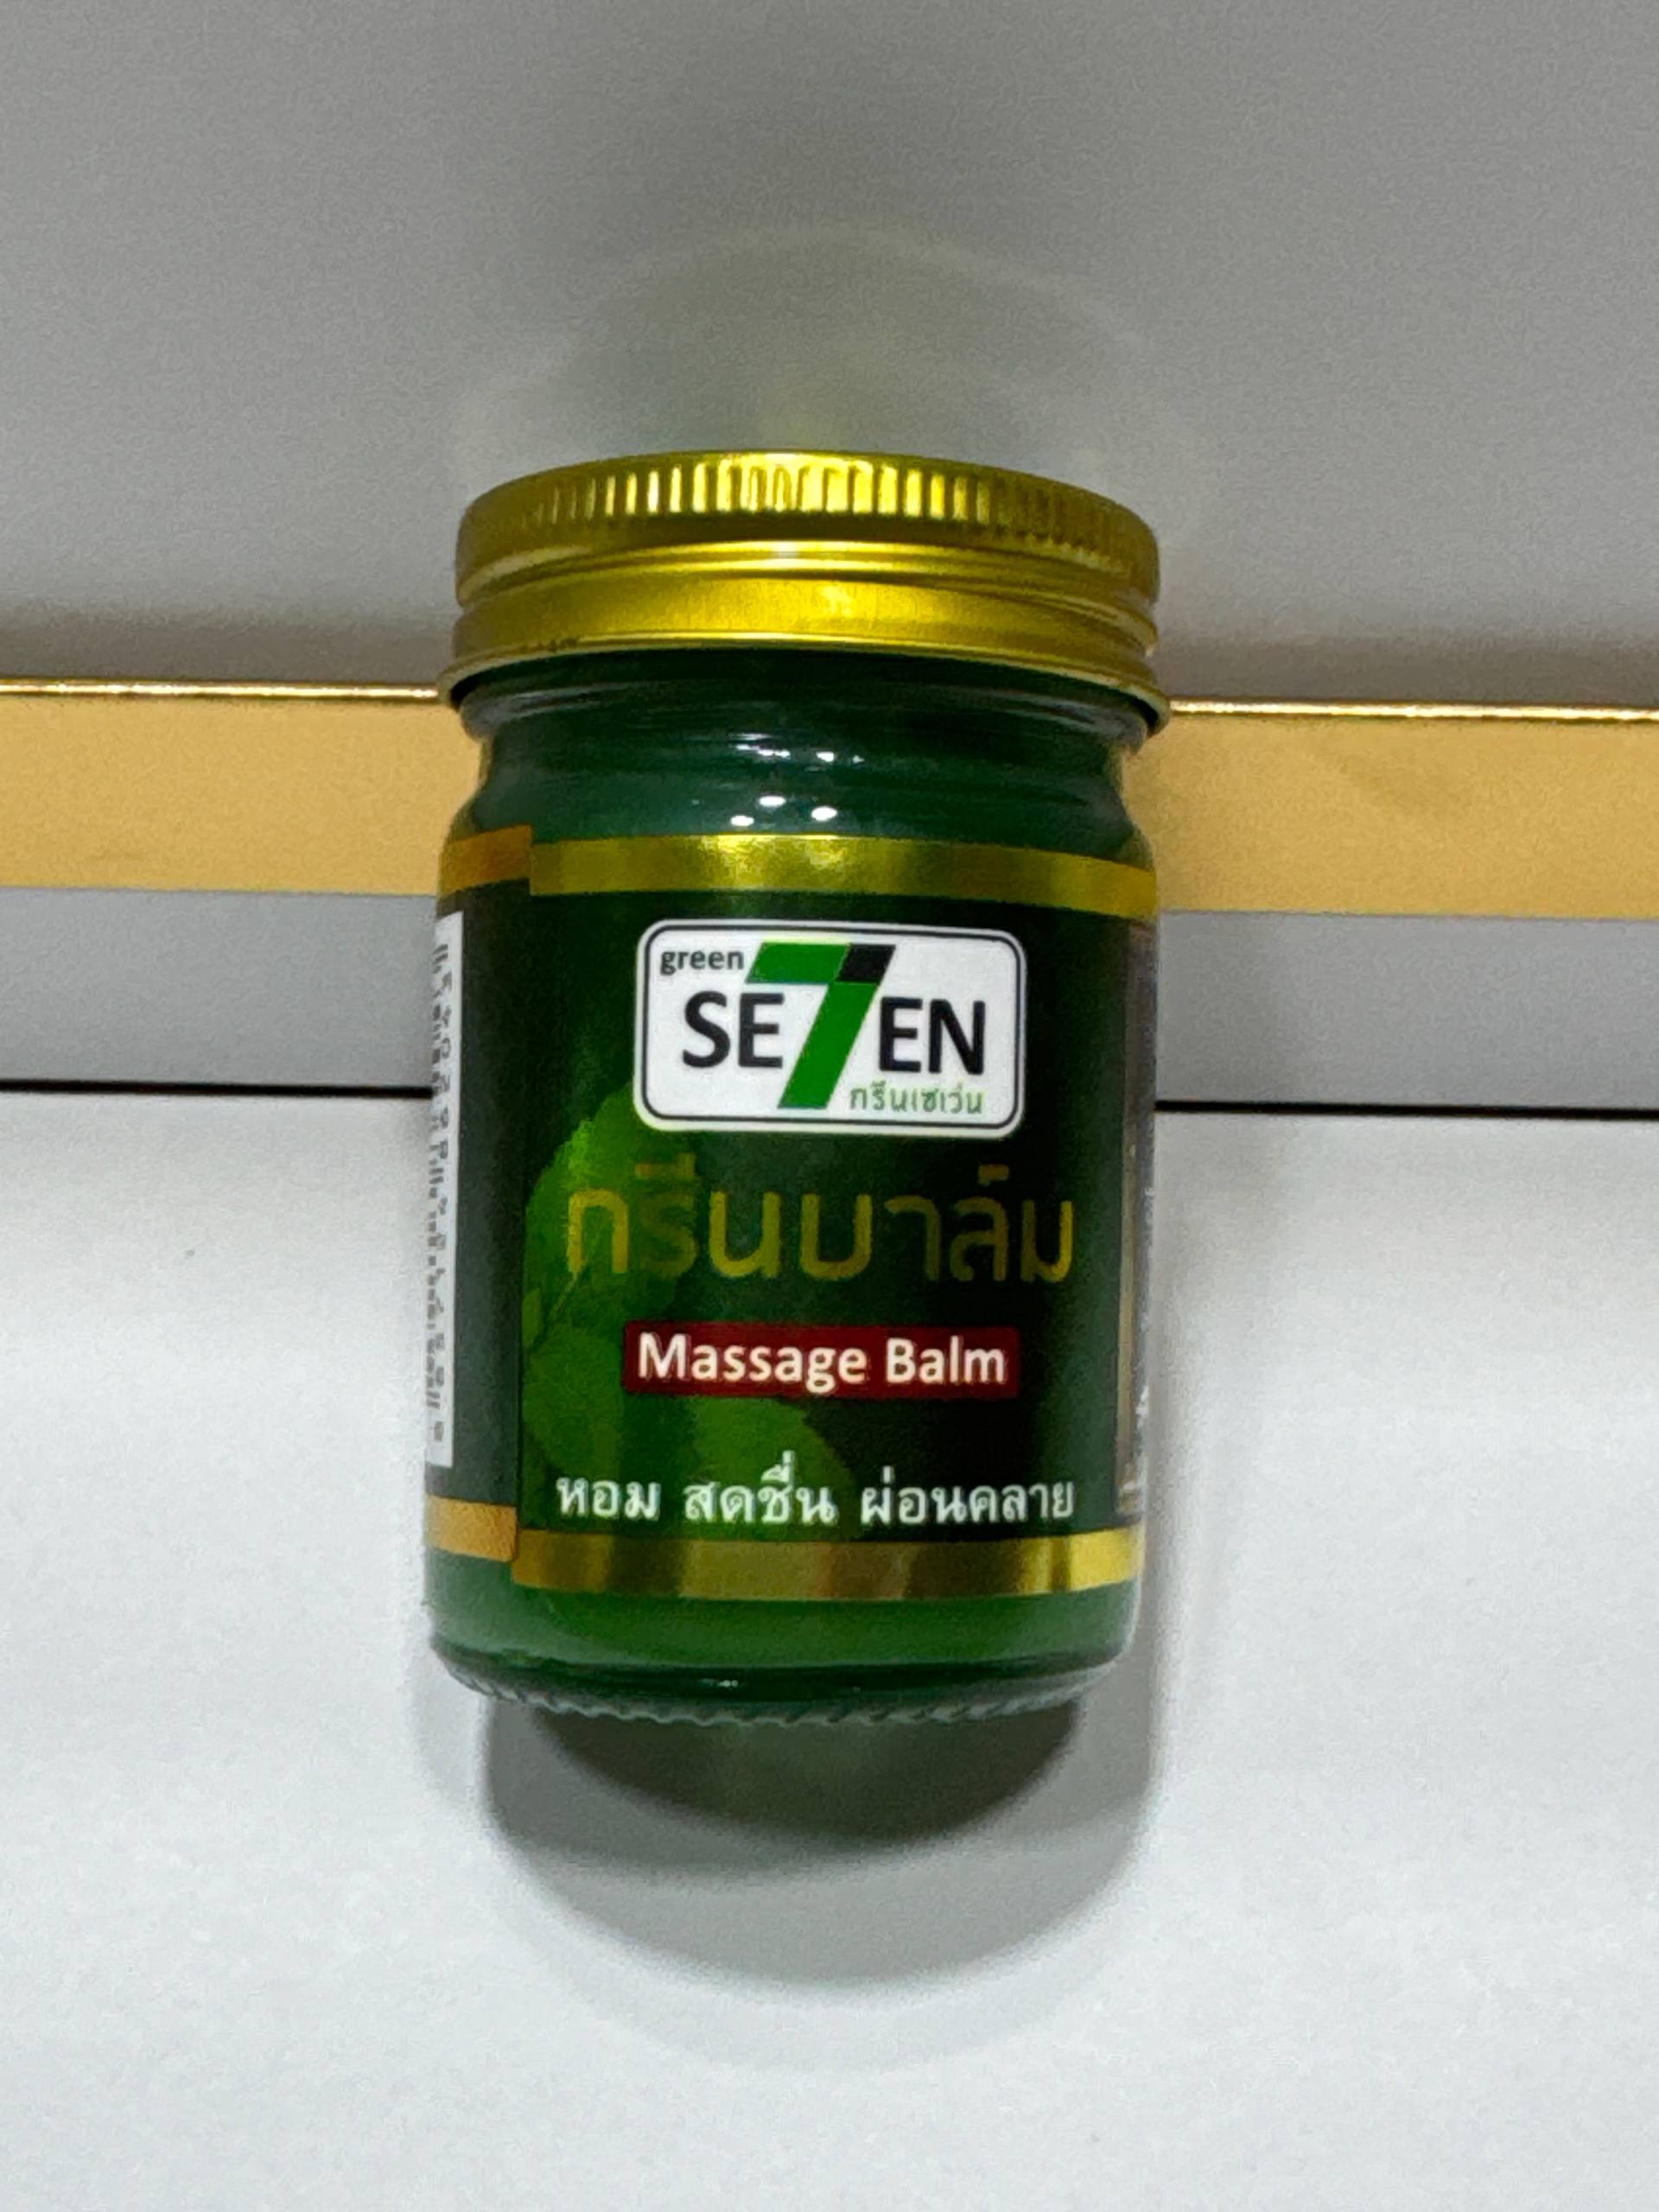 green
SE7EN
กรีนเซเว่น
กรีนบาล์ม
Massage Balm
หอม สดชื่น ผ่อนคลาย